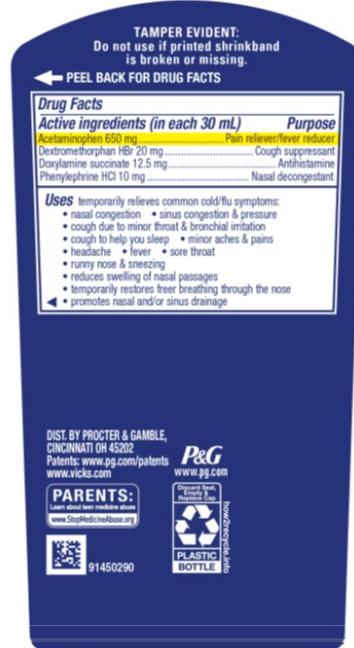 TAMPER EVIDENT:
Do not use if printed shrinkband
is broken or missing.
PEEL BACK FOR DRUG FACTS
Drug Facts
Active ingredients (in each 30 mL) Purpose
Acetaminophen 650 mg.............................Pain reliever/fever reducer
Dextromethorphan HBr 20 mg..............................Cough suppressant
Doxylamine succinate 12.5 mg....................................Antihistamine
Phenylephrine HCl 10 mg..................................Nasal decongestant
Uses temporarily relieves common cold/flu symptoms:
• nasal congestion • sinus congestion & pressure
• cough due to minor throat & bronchial irritation
• cough to help you sleep • minor aches & pains
• headache • fever • sore throat
• runny nose & sneezing
• reduces swelling of nasal passages
• temporarily restores freer breathing through the nose
• promotes nasal and/or sinus drainage
DIST. BY PROCTER & GAMBLE,
CINCINNATI OH 45202
Patents: www.pg.com/patents
www.vicks.com
P&G
www.pg.com
PARENTS:
Learn about teen medicine abuse
www.StopMedicineAbuse.org
91450290
Discard Seal,
Empty &
Replace Cap
PLASTIC
BOTTLE
how2recycle.info